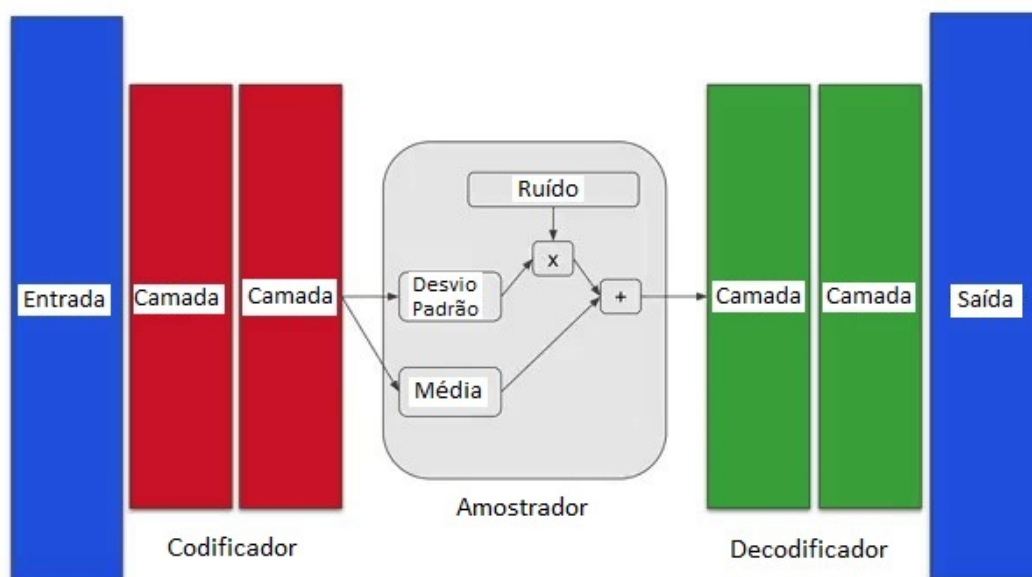 Ruído
x
Desvio
Padrão
+
Média
Entrada
Camada
Camada
Camada
Camada
Saída
Amostrador
Codificador
Decodificador